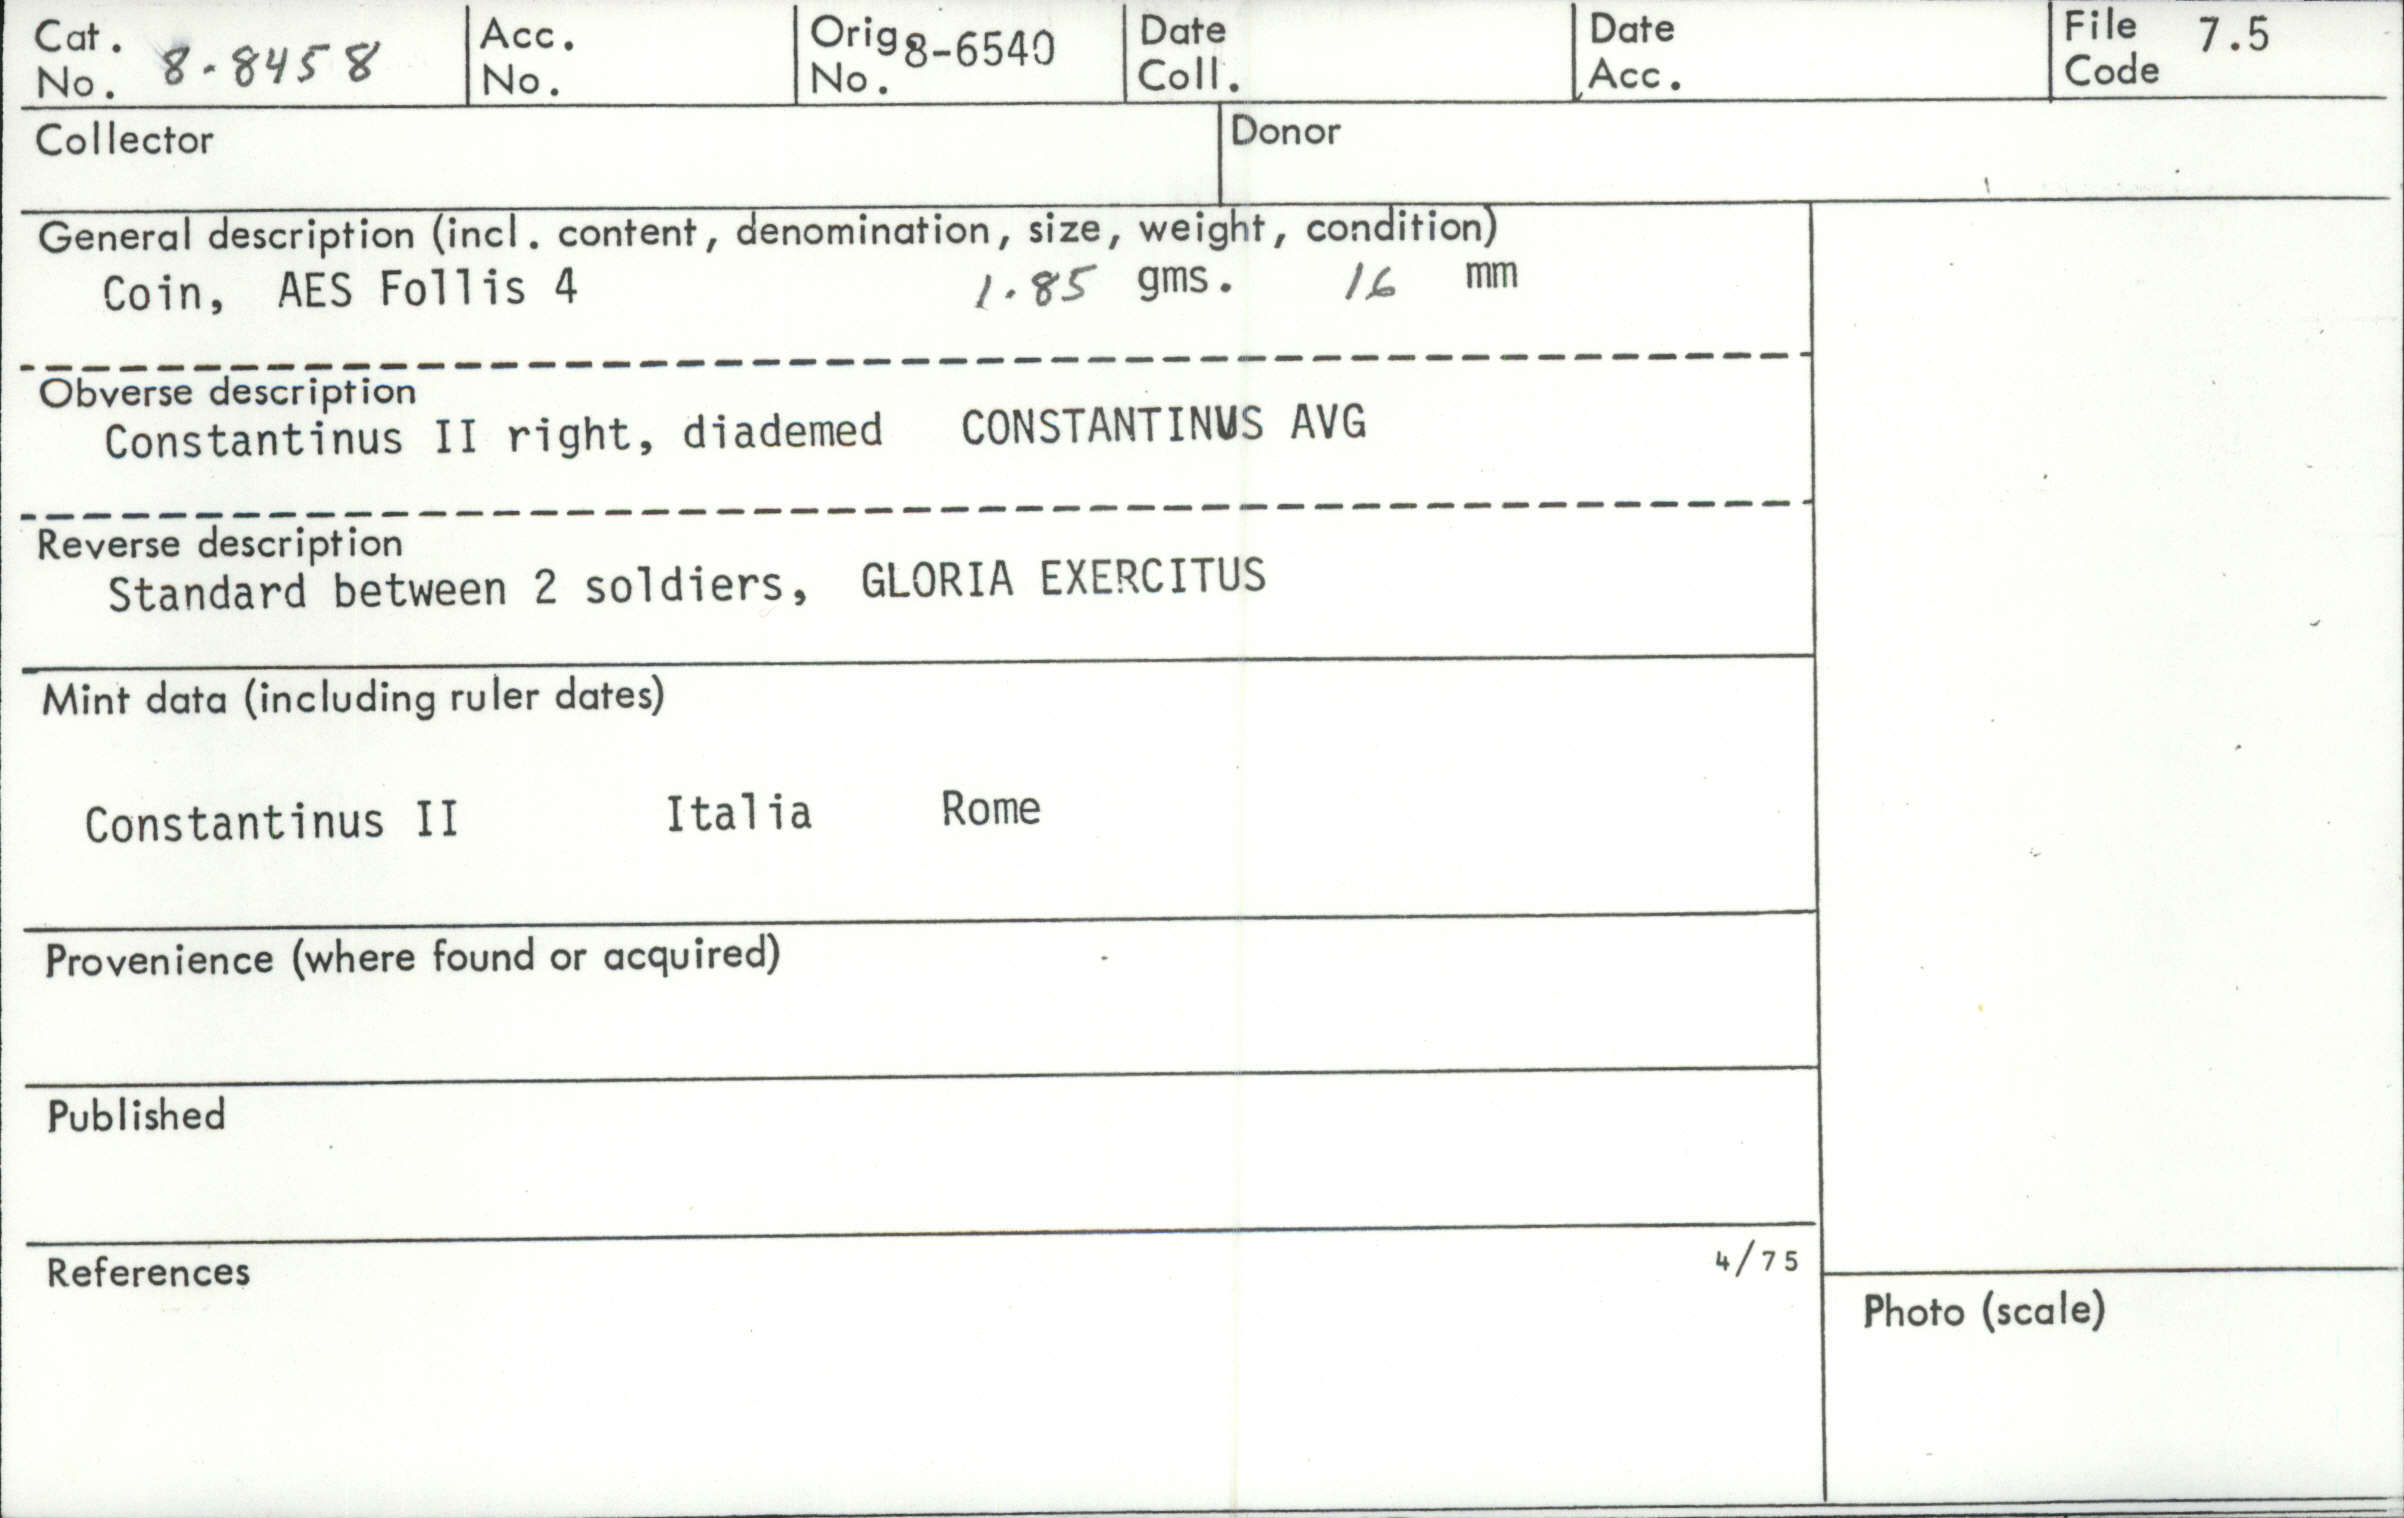 Cat. No. 8-8458
Acc. No.
Orig No. 8-6540
Date Coll.
Date Acc.
File Code 7.5
Collector
Donor
General description (incl. content, denomination, size, weight, condition)
Coin, AES Follis 4 1.85 gms. 16 mm
Obverse description
Constantinus II right, diademed CONSTANTINUS AVG
Reverse description
Standard between 2 soldiers, GLORIA EXERCITUS
Mint data (including ruler dates)
Constantinus II Italia Rome
Provenience (where found or acquired)
Published
References 4/75
Photo (scale)